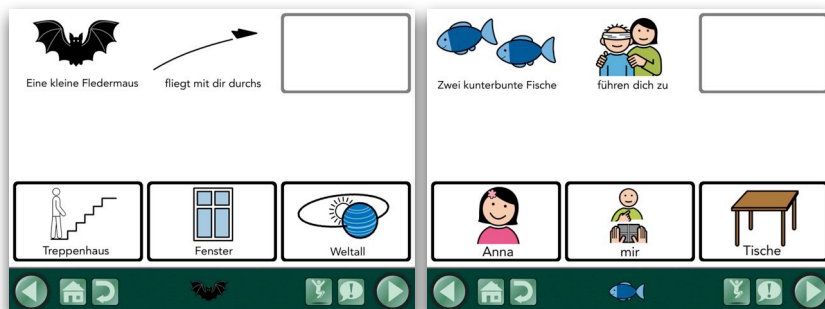 Eine kleine Fledermaus fliegt mit dir durchs
Treppenhaus Fenster Weltall
Zwei kunterbunte Fische führen dich zu
Anna mir Tische